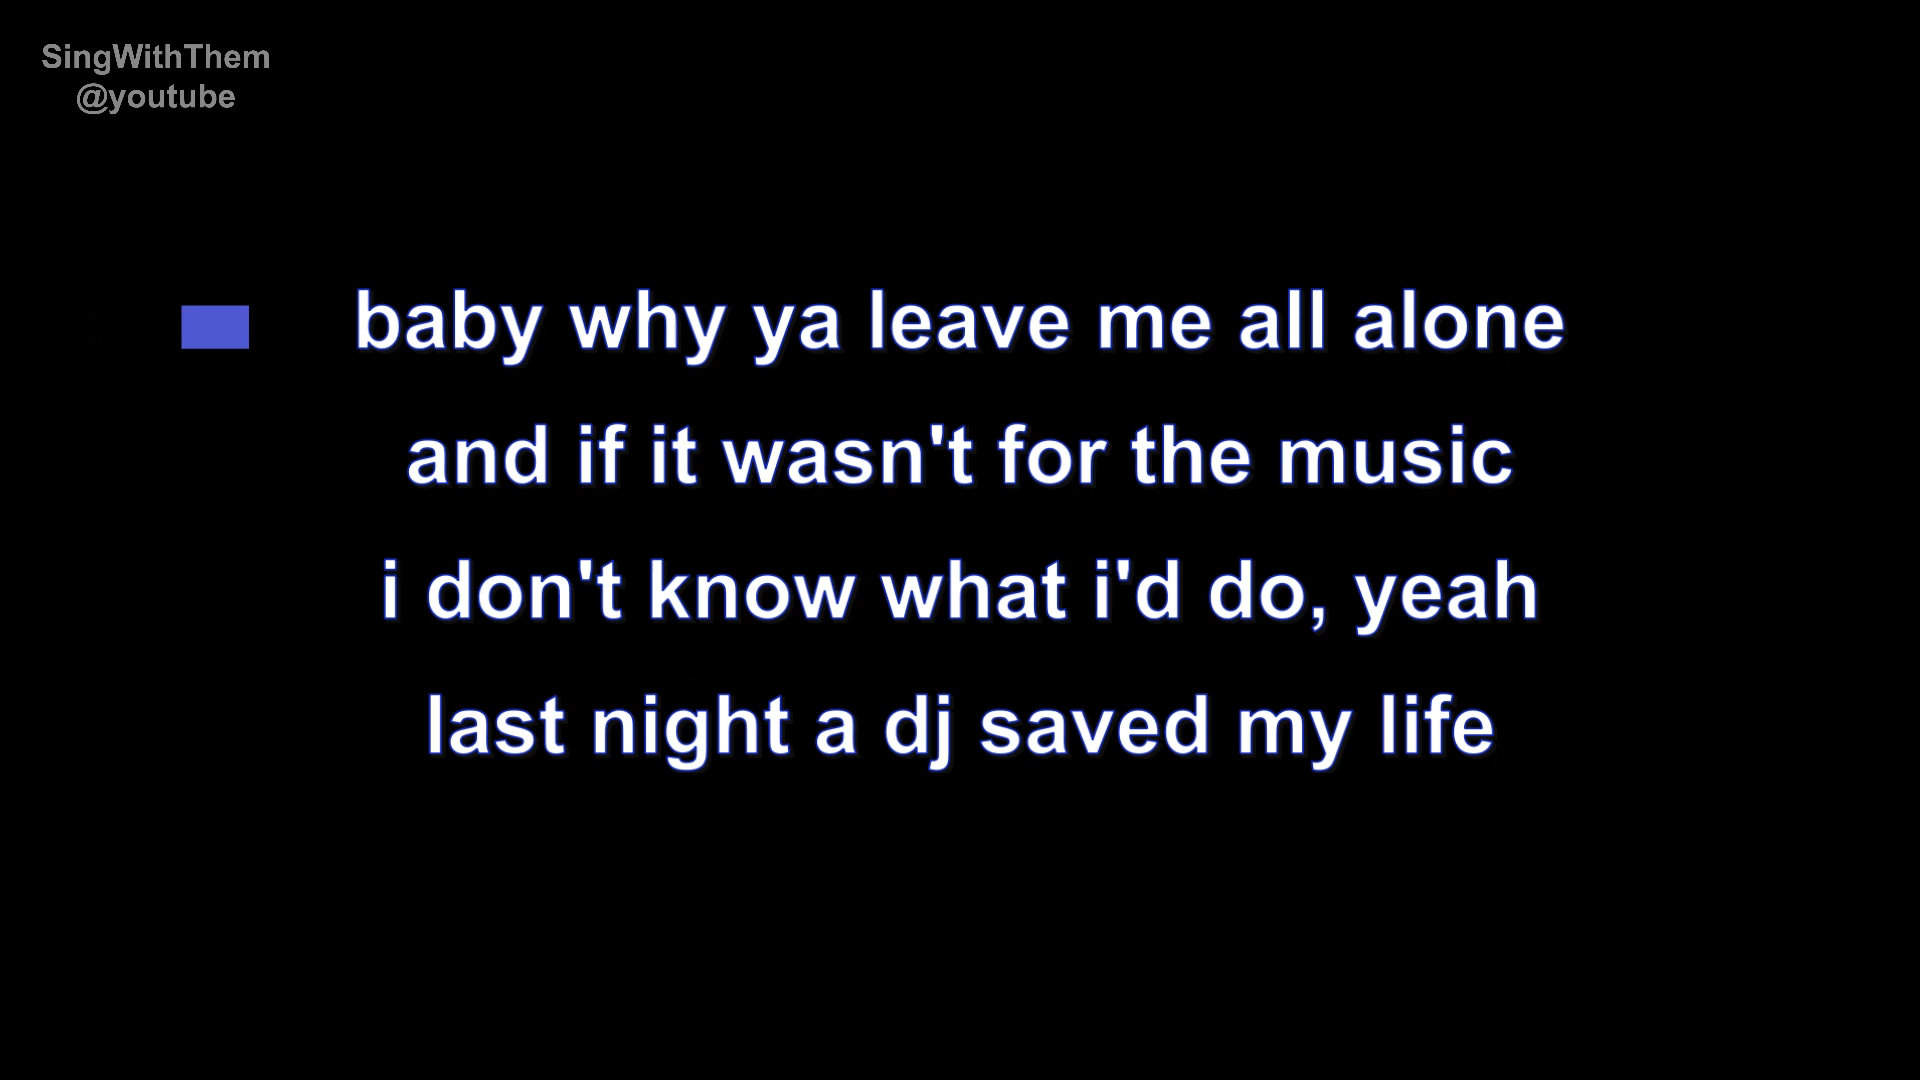 SingWithThem
@youtube
baby why ya leave me all alone
and if it wasn't for the music
i don't know what i'd do, yeah
last night a dj saved my life